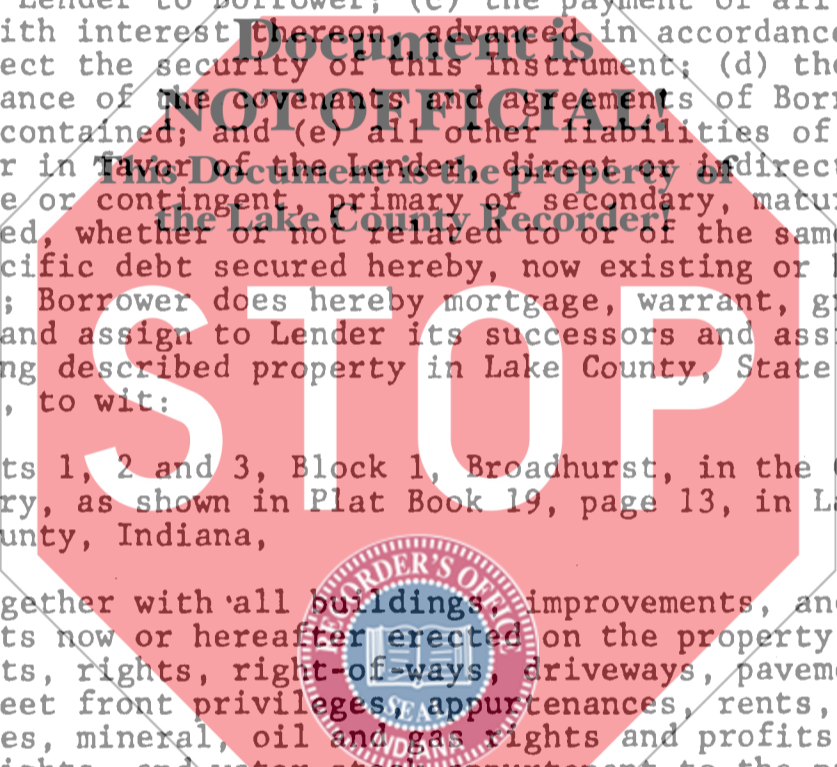 Lender to Borrower; (c) the payment of all
ith interest thereon, advanced in accordance
ect the security of this Instrument; (d) the
ance of the covenants and agreements of Bor
contained; and (e) all other liabilities of
r in favor of the Lender, direct or indirec
e or contingent, primary or secondary, matu
ed, whether or not related to or of the sam
cific debt secured hereby, now existing or
; Borrower does hereby mortgage, warrant, g
and assign to Lender its successors and ass
ng described property in Lake County, State
, to wit:
ts 1, 2 and 3, Block 1, Broadhurst, in the
ry, as shown in Plat Book 19, page 13, in L
unty, Indiana,
gether with all buildings, improvements, an
ts now or hereafter erected on the property
ts, rights, right-of-ways, driveways, pavem
eet front privileges, appurtenances, rents,
es, mineral, oil and gas rights and profits
Document is
NOT OFFICIAL!
This Document is the property of
the Lake County Recorder!
STOP
RECORDER'S OFFICE
SEAL